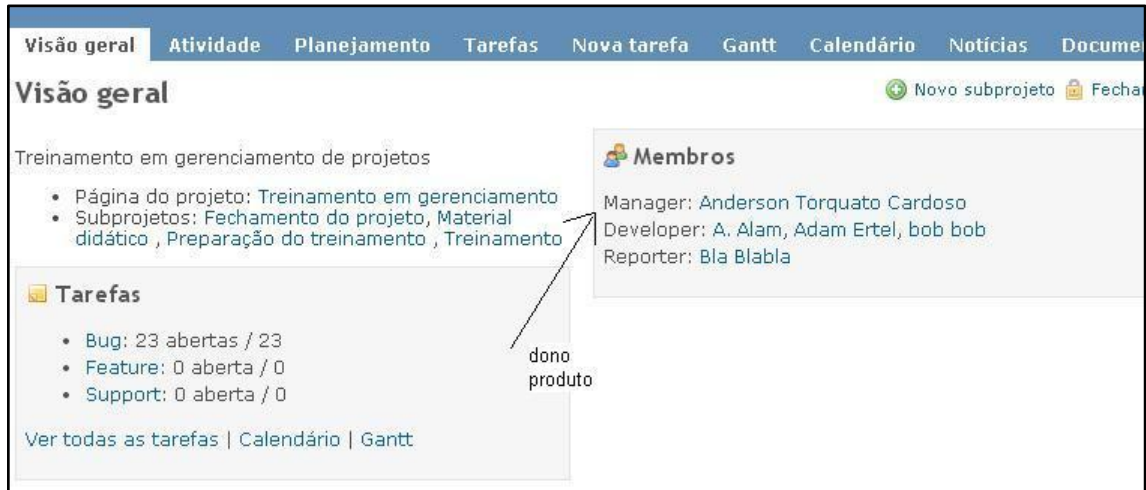 Visão geral Atividade Planejamento Tarefas Nova tarefa Gantt Calendário Notícias Docume
Visão geral
Novo subprojeto Fechar
Treinamento em gerenciamento de projetos
• Página do projeto: Treinamento em gerenciamento
• Subprojetos: Fechamento do projeto, Material
didático , Preparação do treinamento , Treinamento
Membros
Manager: Anderson Torquato Cardoso
Developer: A. Alam, Adam Ertel, bob bob
Reporter: Bla Blabla
Tarefas
• Bug: 23 abertas / 23
• Feature: 0 aberta / 0
• Support: 0 aberta / 0
Ver todas as tarefas | Calendário | Gantt
dono
produto